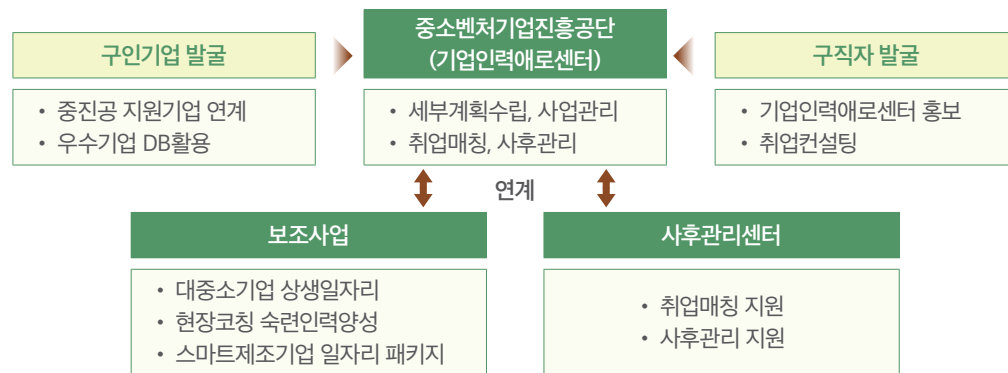 구인기업 발굴
• 중진공 지원기업 연계
• 우수기업 DB활용
중소벤처기업진흥공단
(기업인력애로센터)
• 세부계획수립, 사업관리
• 취업매칭, 사후관리
구직자 발굴
• 기업인력애로센터 홍보
• 취업컨설팅
연계
보조사업
• 대중소기업 상생일자리
• 현장코칭 숙련인력양성
• 스마트제조기업 일자리 패키지
사후관리센터
• 취업매칭 지원
• 사후관리 지원